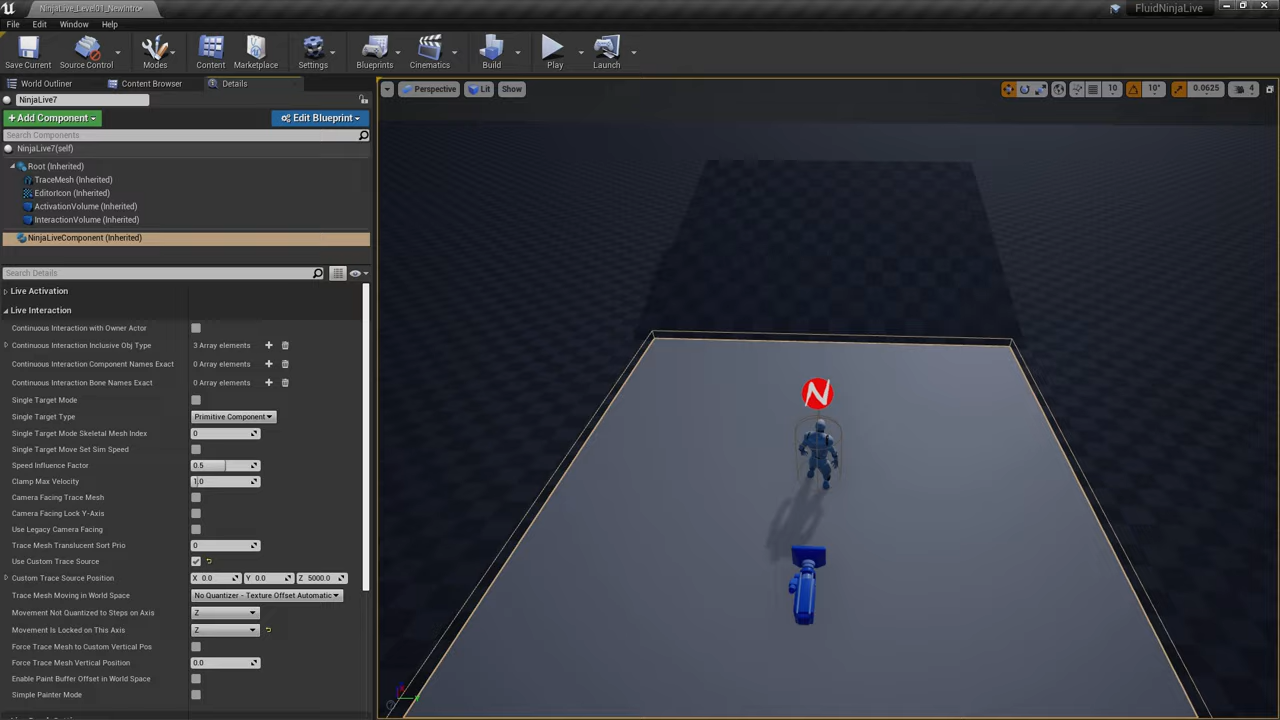 NinjaLive_Level01_NewIntro•
FluidNinjaLive
File Edit Window Help
Save Current Source Control Modes Content Marketplace Settings Blueprints Cinematics Build Play Launch
World Outliner Content Browser Details
Perspective Lit Show 10 10° 0.0625 4
NinjaLive7
+Add Component Edit Blueprint
Search Components
NinjaLive7(self)
Root (Inherited)
TraceMesh (Inherited)
EditorIcon (Inherited)
ActivationVolume (Inherited)
InteractionVolume (Inherited)
NinjaLiveComponent (Inherited)
Search Details
Live Activation
Live Interaction
Continuous Interaction with Owner Actor
Continuous Interaction Inclusive Obj Type 3 Array elements
Continuous Interaction Component Names Exact 0 Array elements
Continuous Interaction Bone Names Exact 0 Array elements
Single Target Mode
Single Target Type Primitive Component
Single Target Mode Skeletal Mesh Index 0
Single Target Move Set Sim Speed
Speed Influence Factor 0.5
Clamp Max Velocity 1.0
Camera Facing Trace Mesh
Camera Facing Lock Y-Axis
Use Legacy Camera Facing
Trace Mesh Translucent Sort Prio 0
Use Custom Trace Source
Custom Trace Source Position X 0.0 Y 0.0 Z 5000.0
Trace Mesh Moving in World Space No Quantizer - Texture Offset Automatic
Movement Not Quantized to Steps on Axis Z
Movement Is Locked on This Axis Z
Force Trace Mesh to Custom Vertical Pos
Force Trace Mesh Vertical Position 0.0
Enable Paint Buffer Offset in World Space
Simple Painter Mode
N